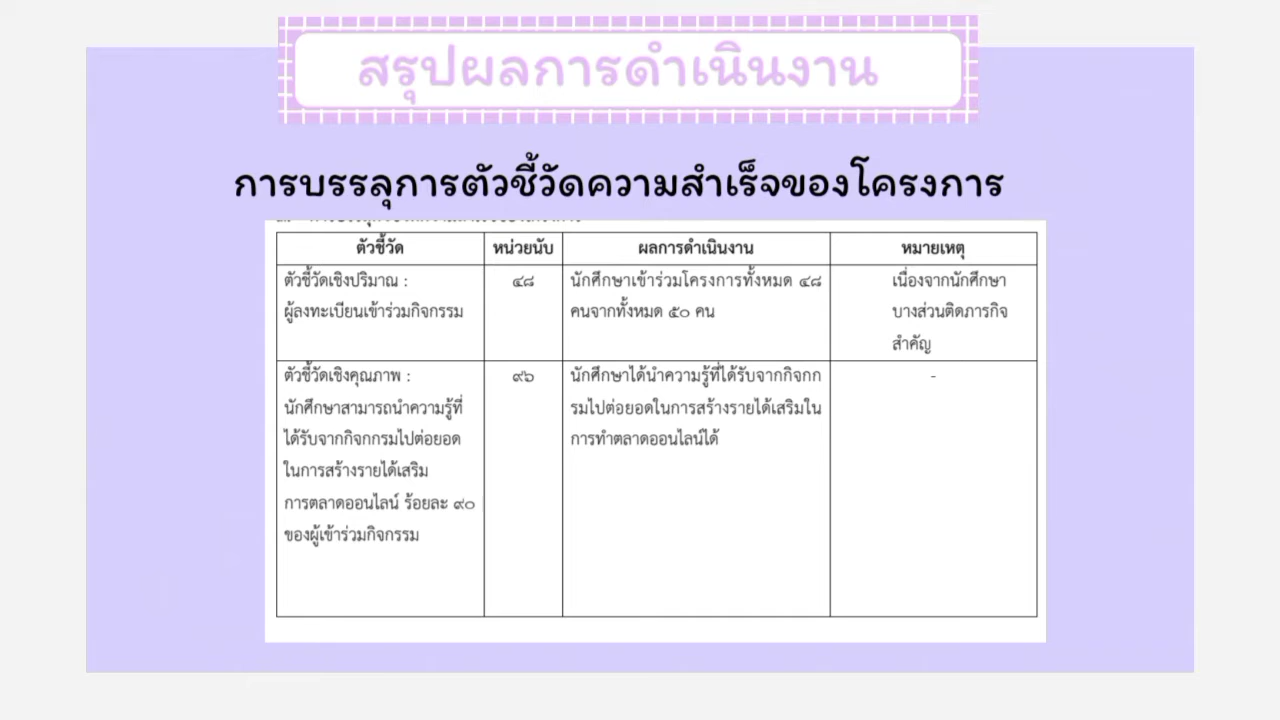 สรุปผลการดำเนินงาน
การบรรลุการตัวชี้วัดความสำเร็จของโครงการ
ตัวชี้วัด หน่วยนับ ผลการดำเนินงาน หมายเหตุ
ตัวชี้วัดเชิงปริมาณ : ๔๘ นักศึกษาเข้าร่วมโครงการทั้งหมด ๔๘ เนื่องจากนักศึกษา
ผู้ลงทะเบียนเข้าร่วมกิจกรรม คนจากทั้งหมด ๕๐ คน บางส่วนติดภารกิจ
สำคัญ
ตัวชี้วัดเชิงคุณภาพ : ๙๖ นักศึกษาได้นำความรู้ที่ได้รับจากกิจกก -
นักศึกษาสามารถนำความรู้ที่ รมไปต่อยอดในการสร้างรายได้เสริมใน
ได้รับจากกิจกกรมไปต่อยอด การทำตลาดออนไลน์ได้
ในการสร้างรายได้เสริม
การตลาดออนไลน์ ร้อยละ ๙๐
ของผู้เข้าร่วมกิจกรรม